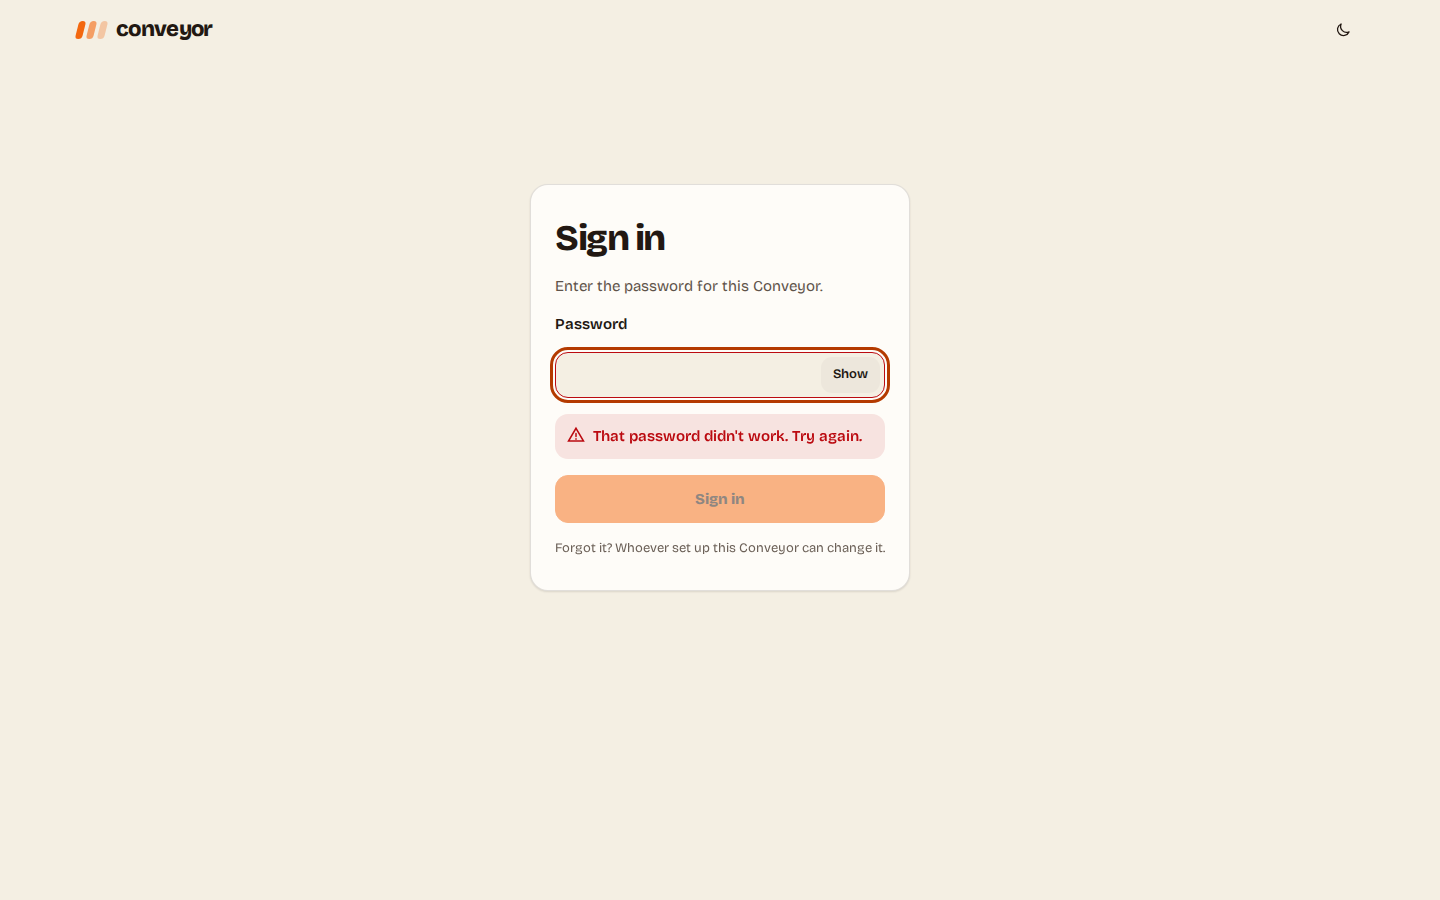 conveyor
Sign in
Enter the password for this Conveyor.
Password
Show
That password didn't work. Try again.
Sign in
Forgot it? Whoever set up this Conveyor can change it.